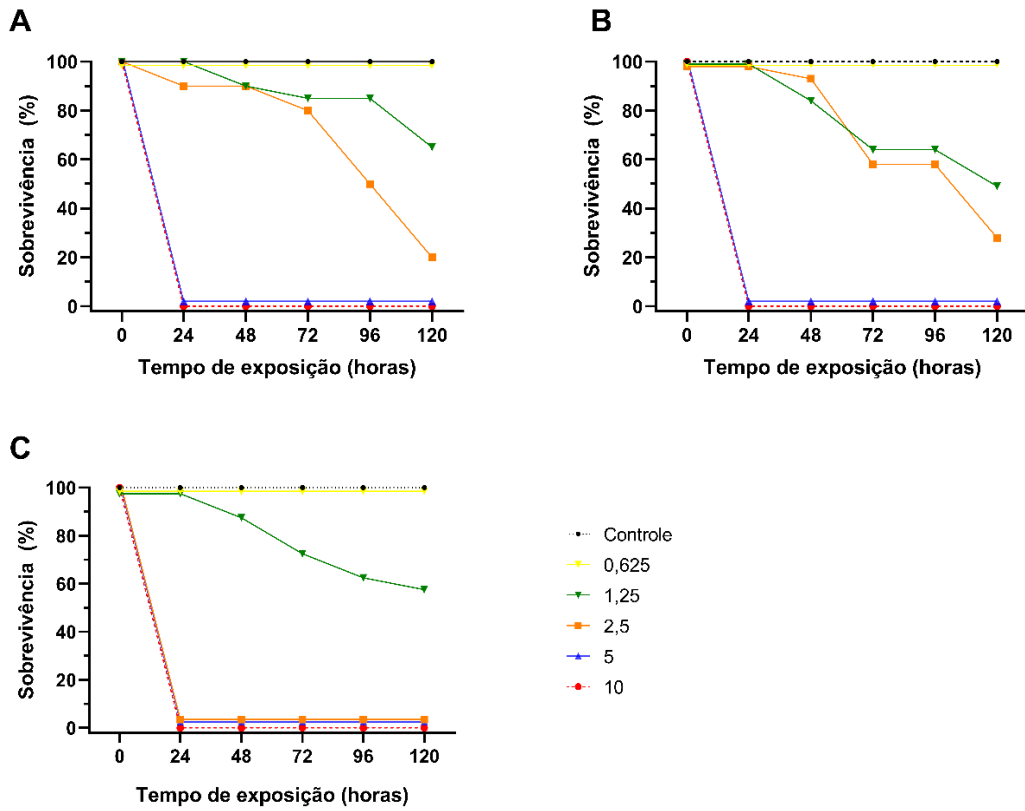 A
Sobrevivência (%)
100
80
60
40
20
0
0 24 48 72 96 120
Tempo de exposição (horas)
B
Sobrevivência (%)
100
80
60
40
20
0
0 24 48 72 96 120
Tempo de exposição (horas)
C
Sobrevivência (%)
100
80
60
40
20
0
0 24 48 72 96 120
Tempo de exposição (horas)
Controle
0,625
1,25
2,5
5
10